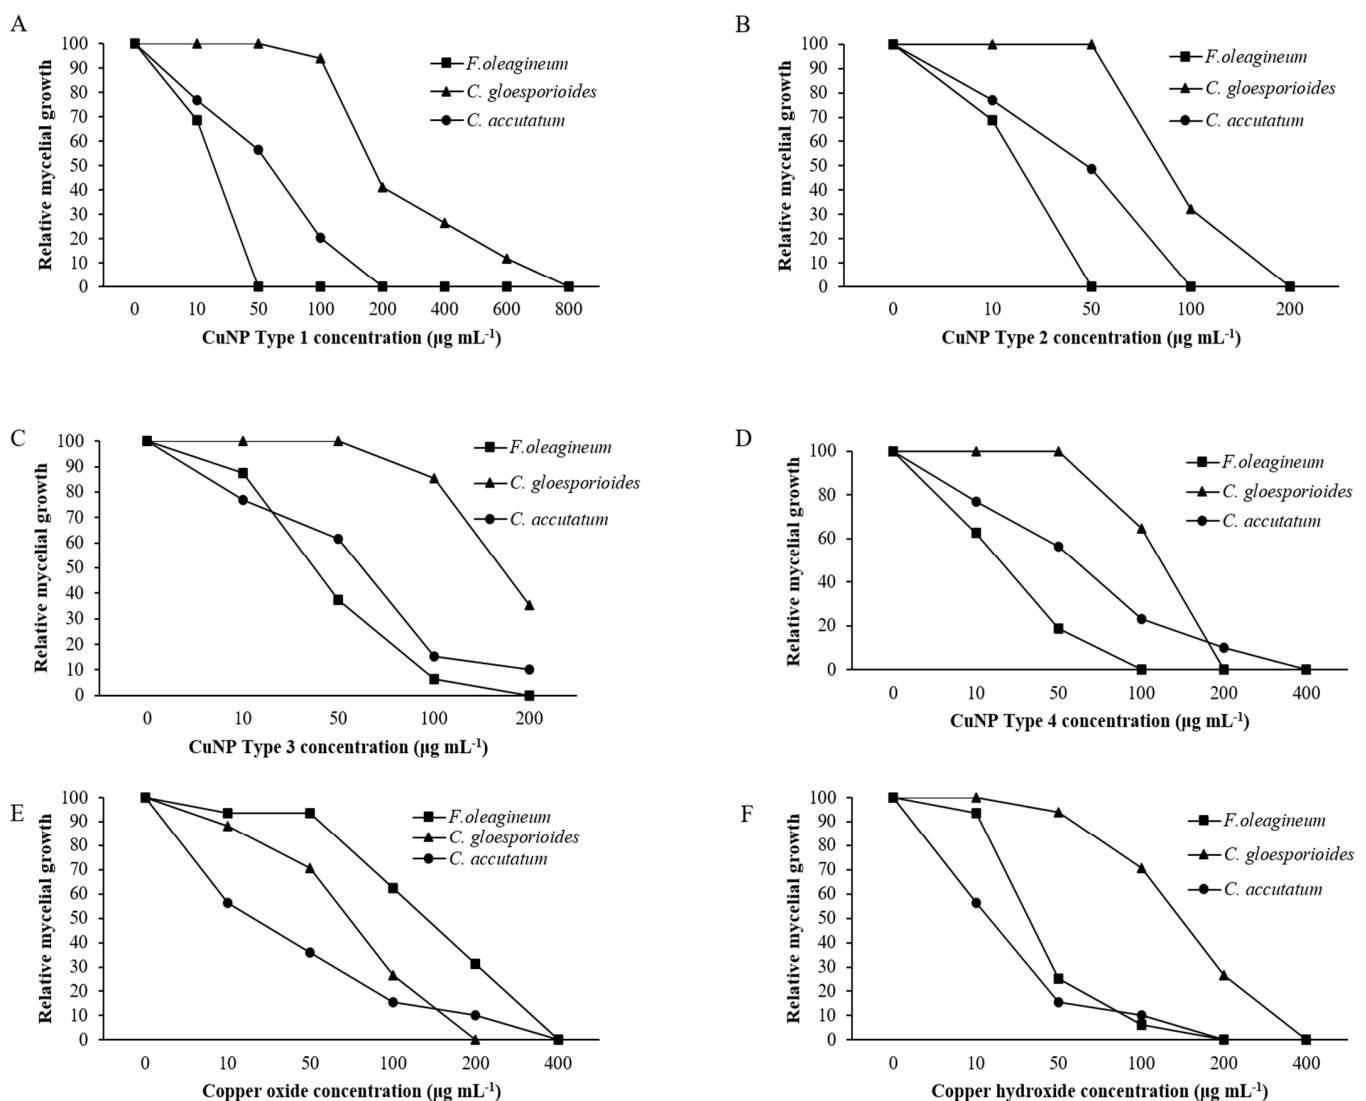 A
Relative mycelial growth
100
90
80
70
60
50
40
30
20
10
0
F.oleagineum
C. gloesporioides
C. accutatum
0 10 50 100 200 400 600 800
CuNP Type 1 concentration (µg mL-1)
B
Relative mycelial growth
100
90
80
70
60
50
40
30
20
10
0
F.oleagineum
C. gloesporioides
C. accutatum
0 10 50 100 200
CuNP Type 2 concentration (µg mL-1)
C
Relative mycelial growth
100
90
80
70
60
50
40
30
20
10
0
F.oleagineum
C. gloesporioides
C. accutatum
0 10 50 100 200
CuNP Type 3 concentration (µg mL-1)
D
Relative mycelial growth
100
80
60
40
20
0
F.oleagineum
C. gloesporioides
C. accutatum
0 10 50 100 200 400
CuNP Type 4 concentration (µg mL-1)
E
Relative mycelial growth
100
90
80
70
60
50
40
30
20
10
0
F.oleagineum
C. gloesporioides
C. accutatum
0 10 50 100 200 400
Copper oxide concentration (µg mL-1)
F
Relative mycelial growth
100
90
80
70
60
50
40
30
20
10
0
F.oleagineum
C. gloesporioides
C. accutatum
0 10 50 100 200 400
Copper hydroxide concentration (µg mL-1)